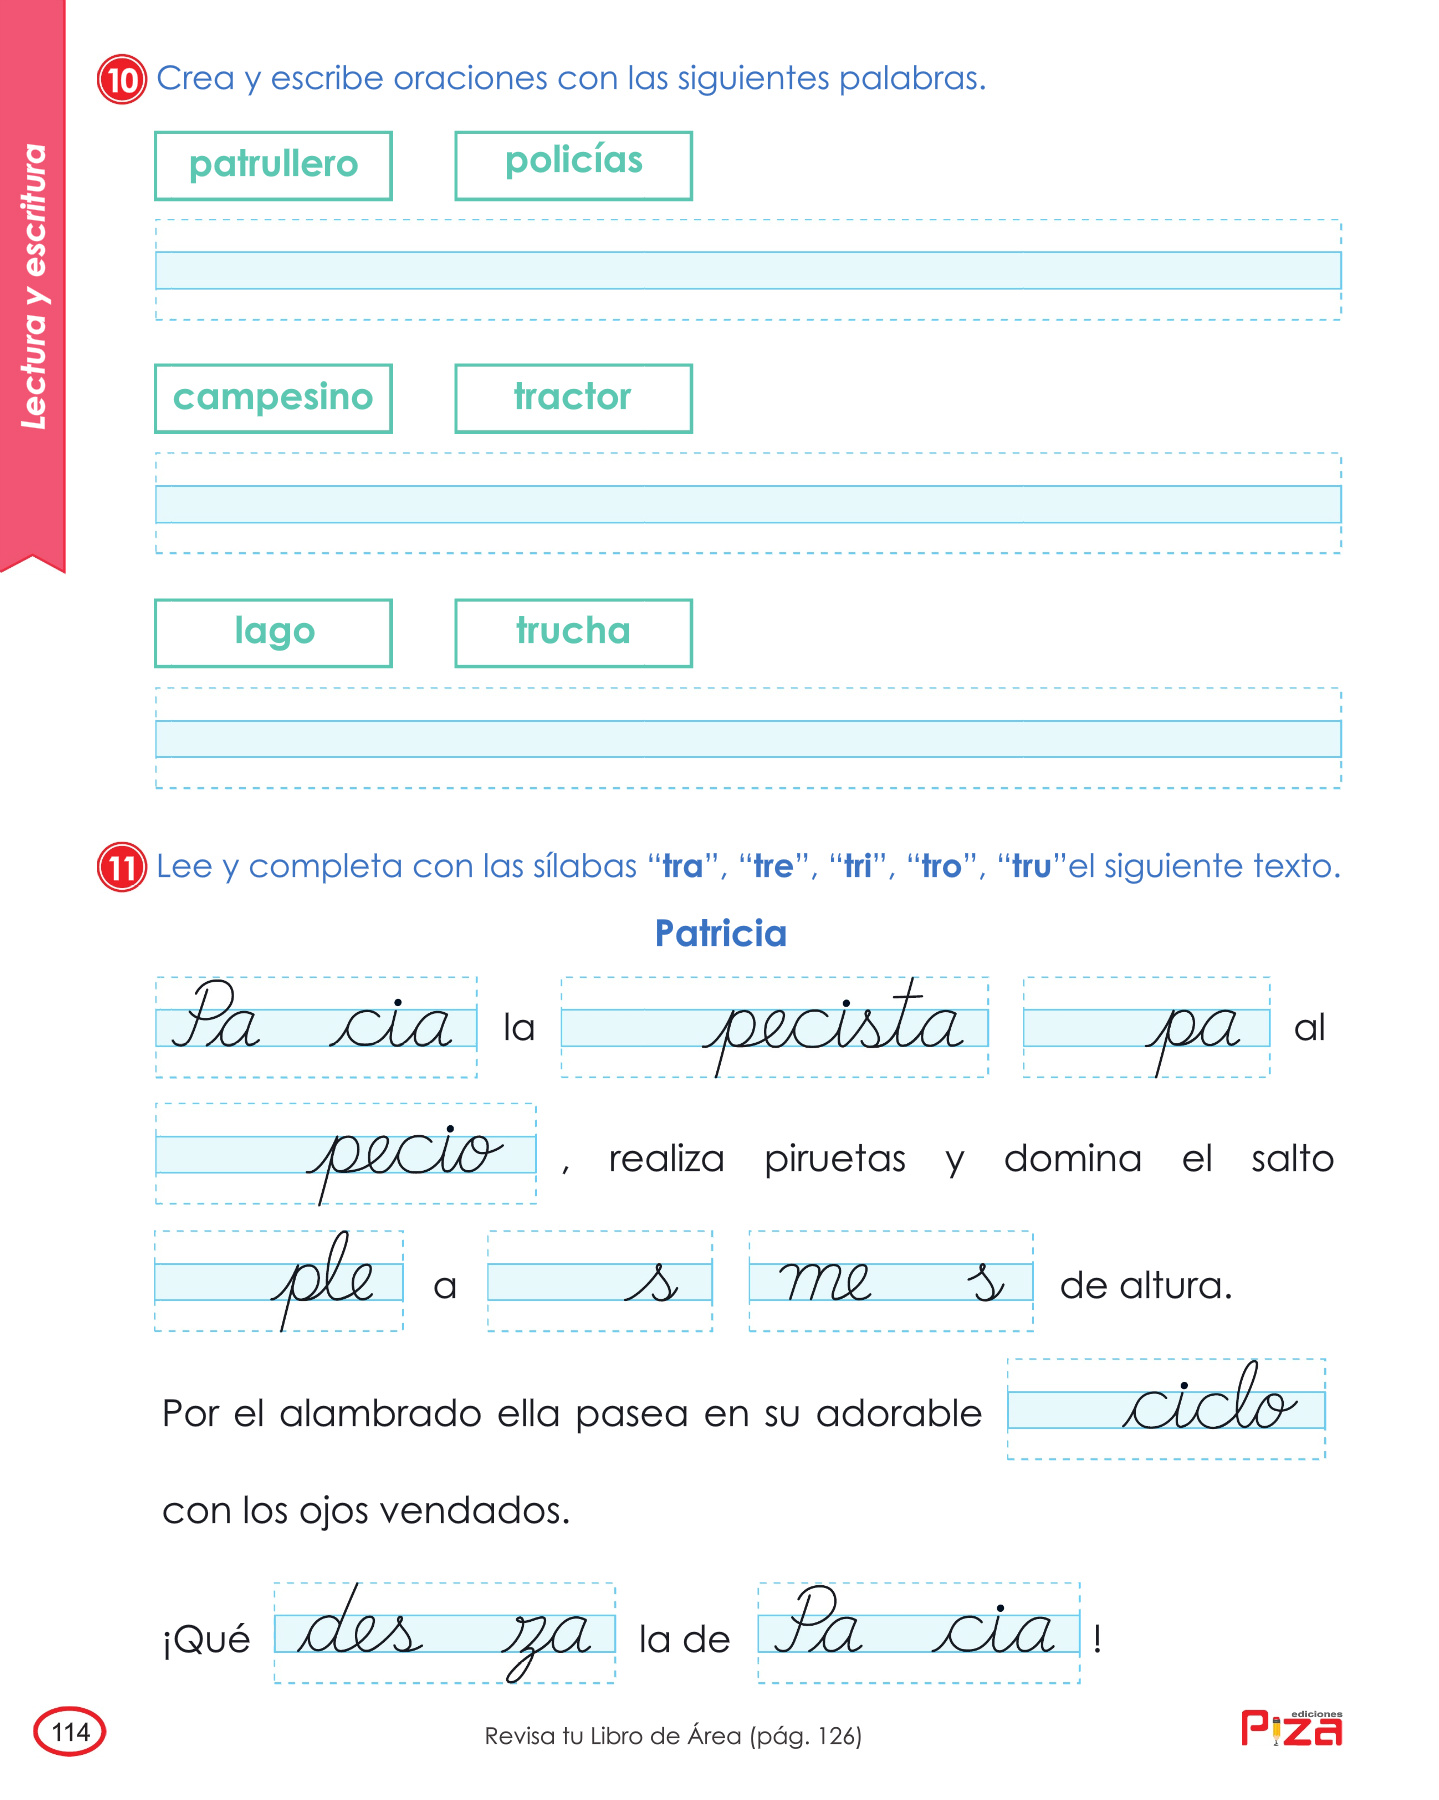 Lectura y escritura
10 Crea y escribe oraciones con las siguientes palabras.
patrullero policías
campesino tractor
lago trucha
11 Lee y completa con las sílabas “tra”, “tre”, “tri”, “tro”, “tru”el siguiente texto.
Patricia
Pa cia la pecista pa al
pecio , realiza piruetas y domina el salto
ple a s me s de altura.
Por el alambrado ella pasea en su adorable ciclo
con los ojos vendados.
¡Qué des za la de Pa cia !
114 Revisa tu Libro de Área (pág. 126) ediciones Piza